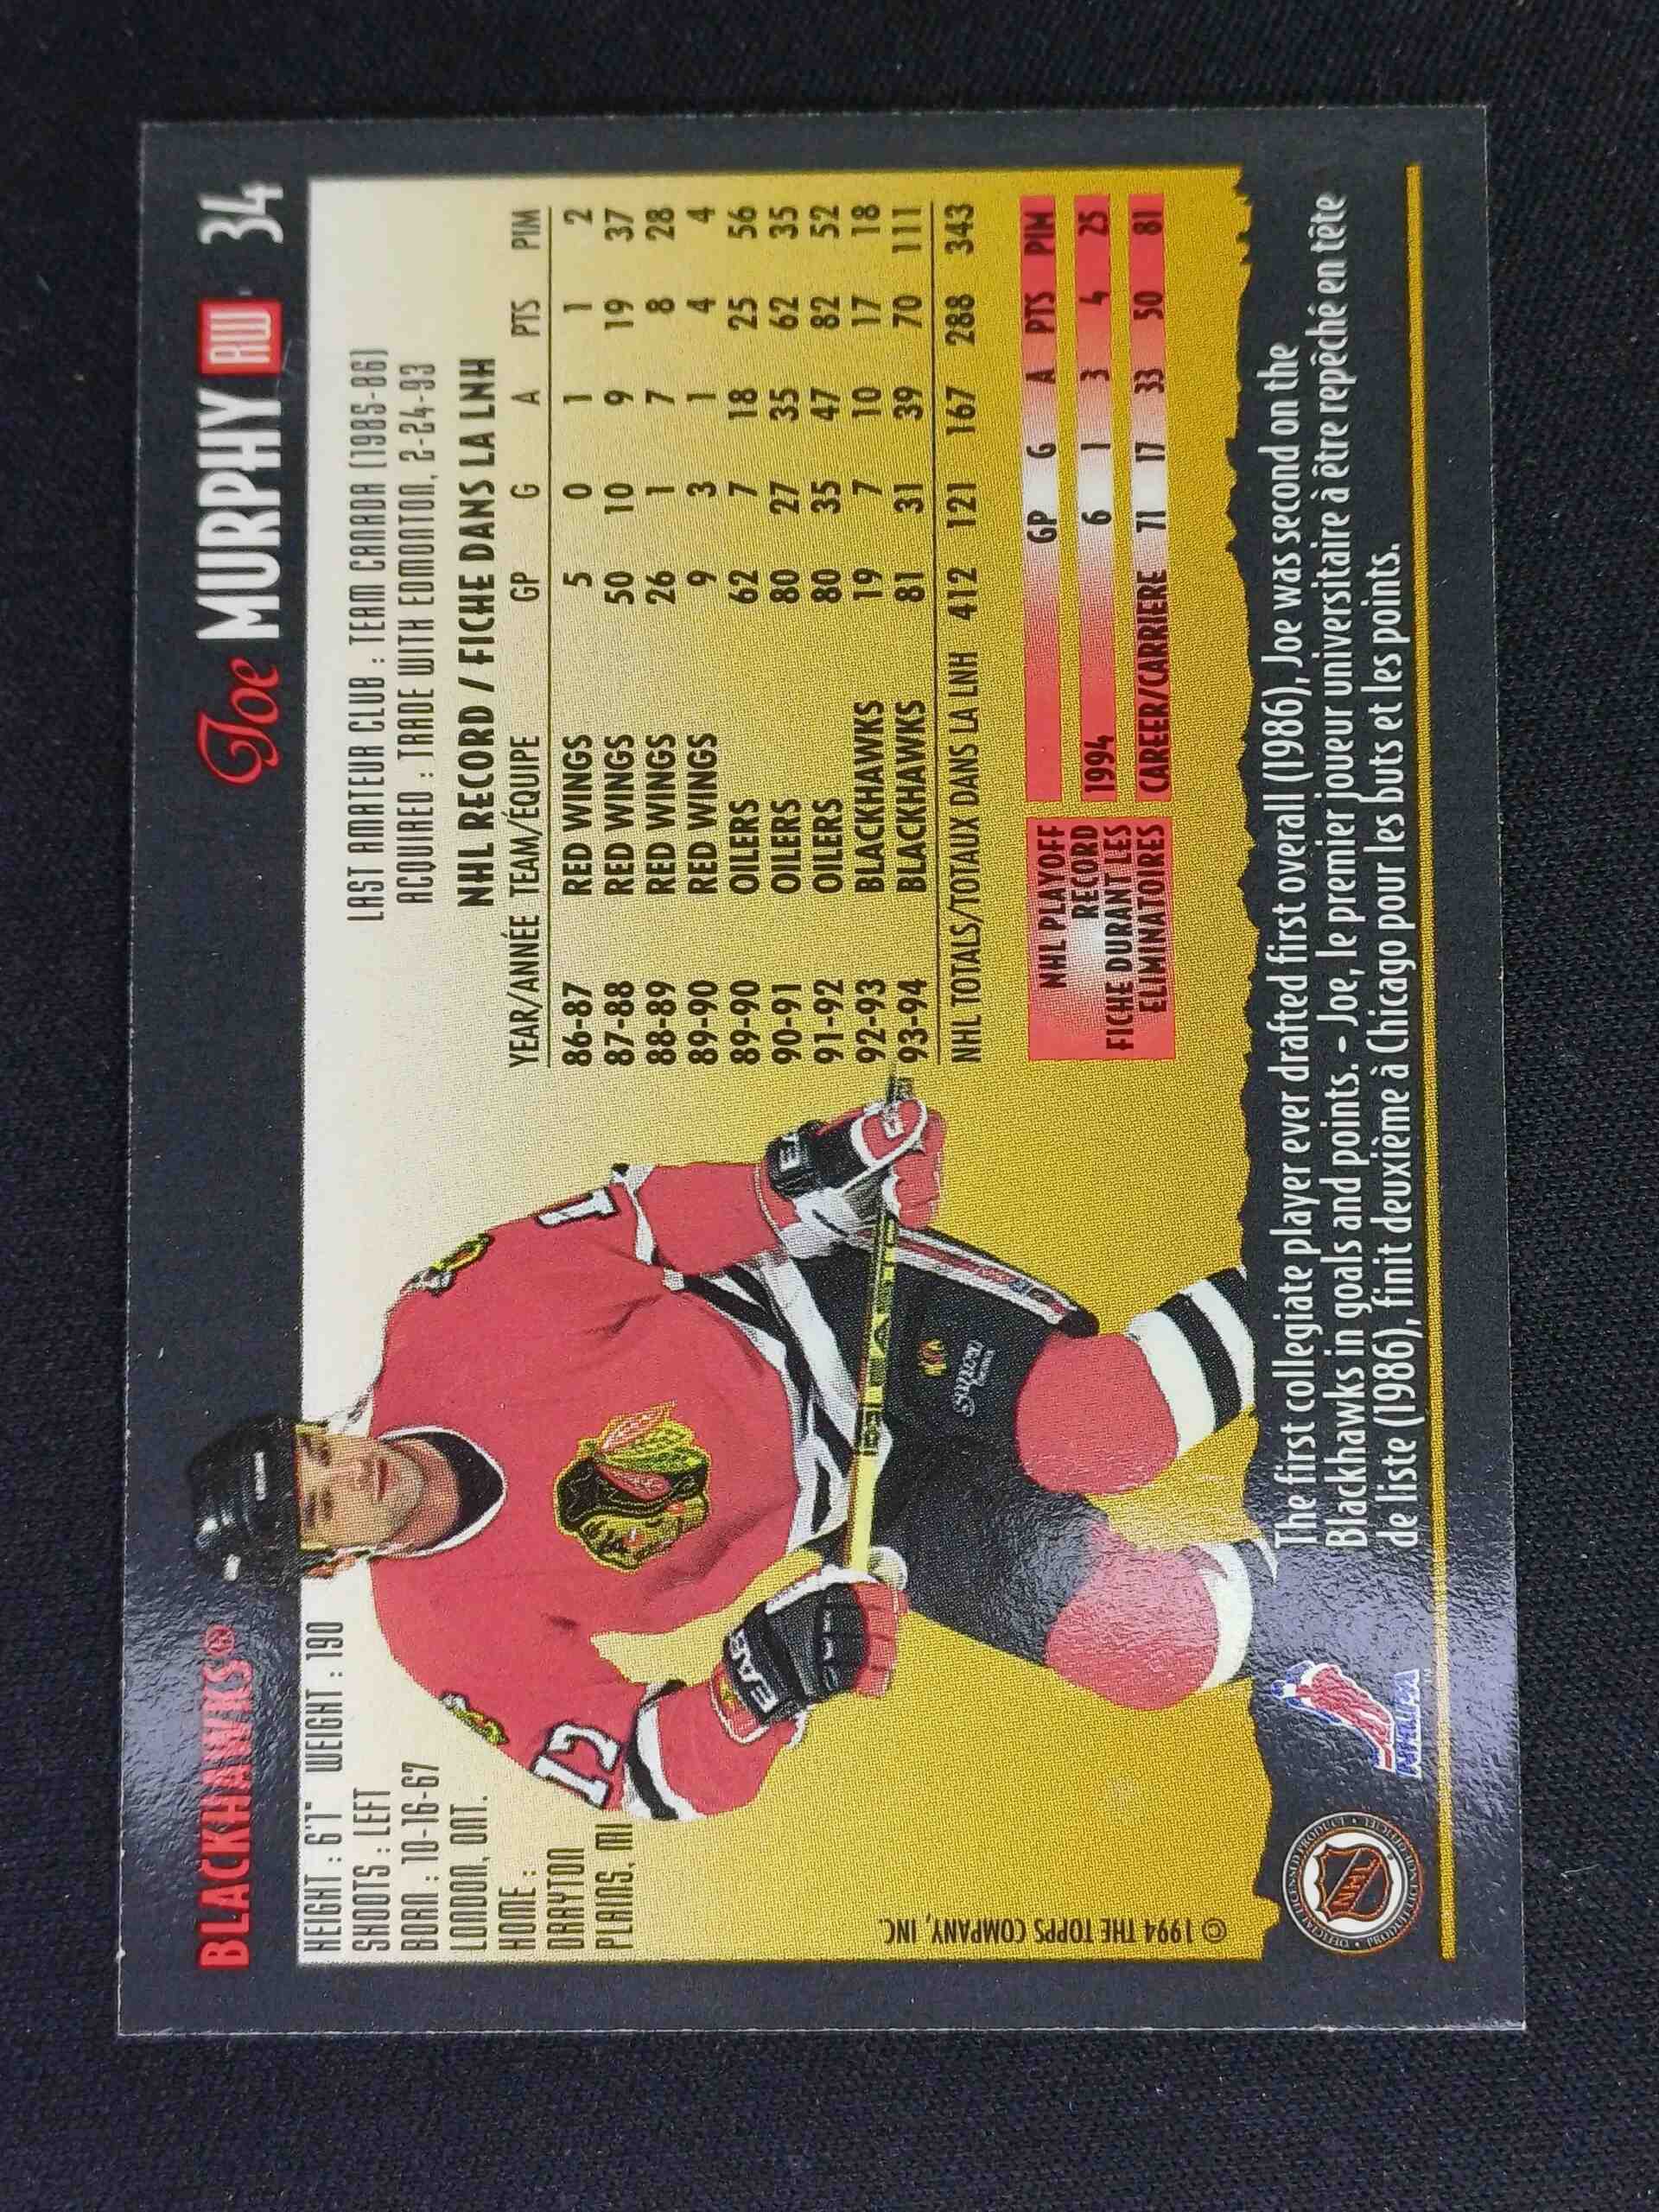 BLACKHAWKS®
Joe MURPHY RW 34
HEIGHT : 6'1" WEIGHT : 190
SHOOTS : LEFT
BORN : 10-16-67
LONDON, ONT.
HOME :
DRAYTON
PLAINS, MI
LAST AMATEUR CLUB : TEAM CANADA (1985-86)
ACQUIRED : TRADE WITH EDMONTON, 2-24-93
NHL RECORD / FICHE DANS LA LNH
YEAR/ANNÉE TEAM/ÉQUIPE GP G A PTS PIM
86-87 RED WINGS 5 0 1 1 2
87-88 RED WINGS 50 10 9 19 37
88-89 RED WINGS 26 1 7 8 28
89-90 RED WINGS 9 3 1 4 4
89-90 OILERS 62 7 18 25 56
90-91 OILERS 80 27 35 62 35
91-92 OILERS 80 35 47 82 52
92-93 BLACKHAWKS 19 7 10 17 18
93-94 BLACKHAWKS 81 31 39 70 111
NHL TOTALS/TOTAUX DANS LA LNH 412 121 167 288 343
NHL PLAYOFF
RECORD
FICHE DURANT LES
ELIMINATOIRES
GP G A PTS PIM
1994 6 1 3 4 25
CAREER/CARRIERE 71 17 33 50 81
17
© 1994 THE TOPPS COMPANY, INC.
The first collegiate player ever drafted first overall (1986), Joe was second on the
Blackhawks in goals and points. - Joe, le premier joueur universitaire à être repêché en tête
de liste (1986), finit deuxième à Chicago pour les buts et les points.
NHL
NHLPA